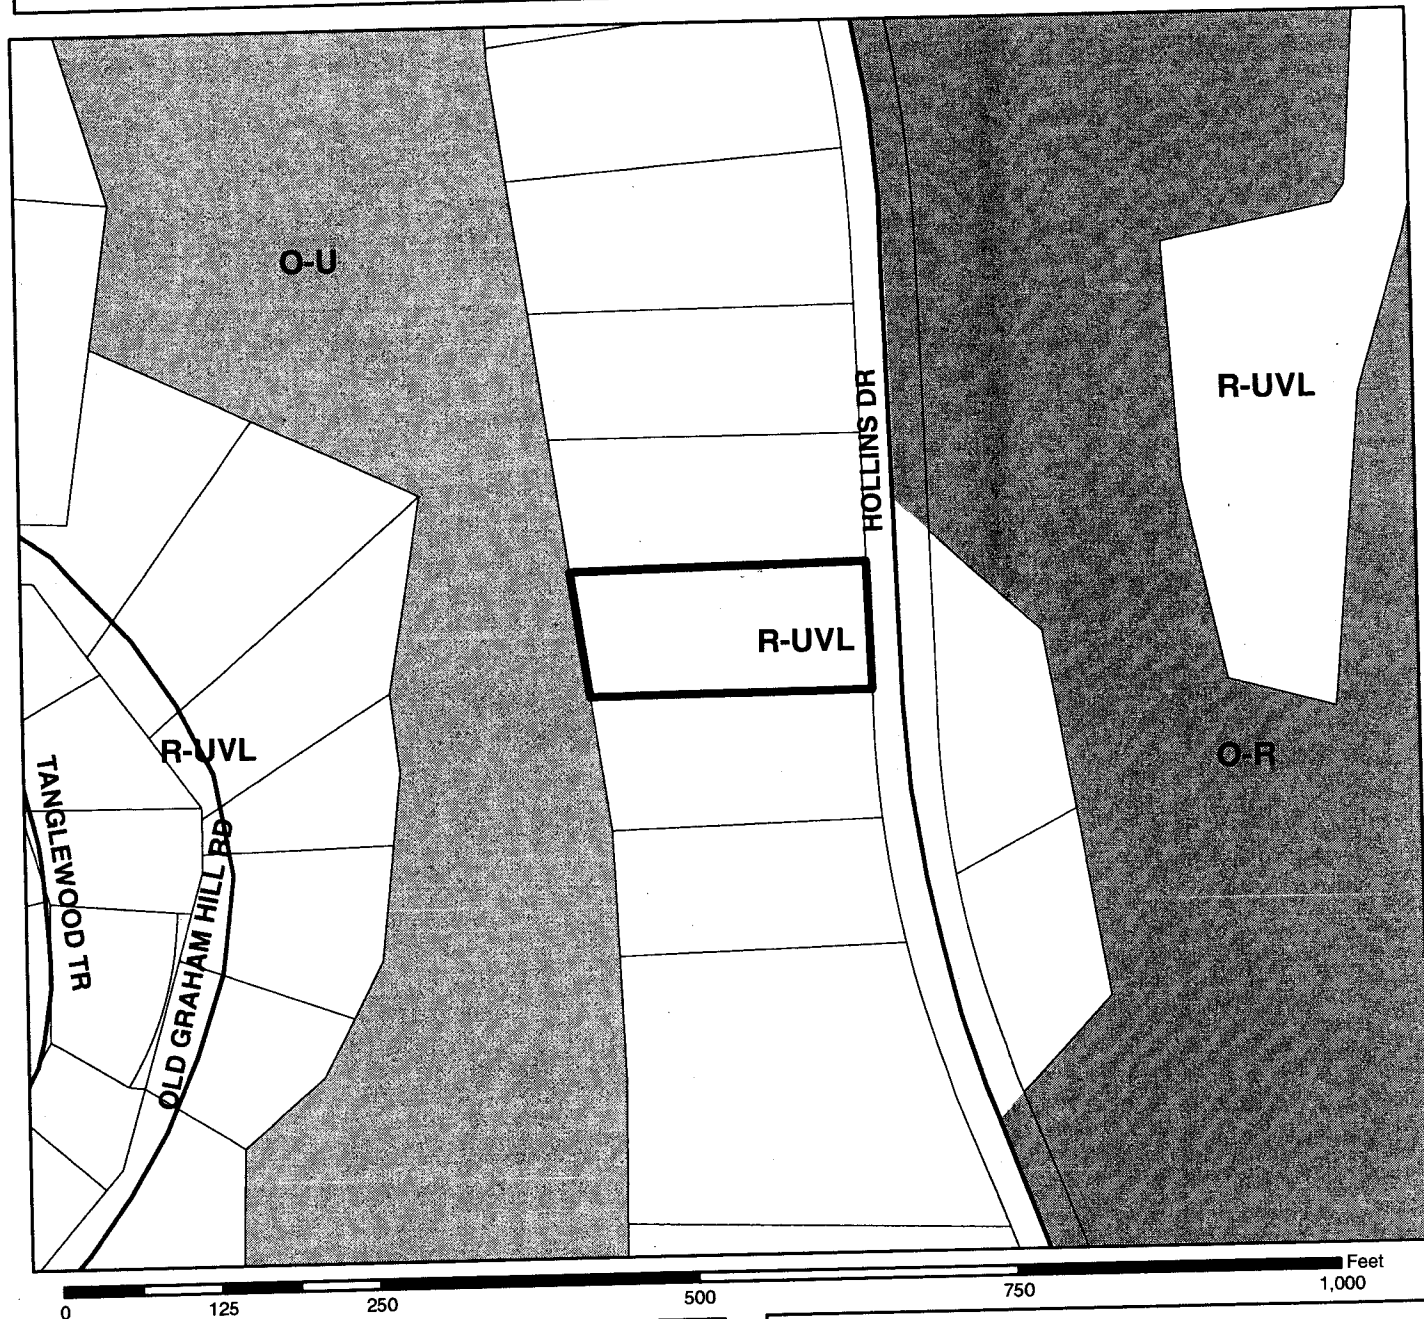 O-U
HOLLINS DR
R-UVL
R-UVL
R-UVL
O-R
TANGLEWOOD TR
OLD GRAHAM HILL RD
Feet
0 125 250 500 750 1,000